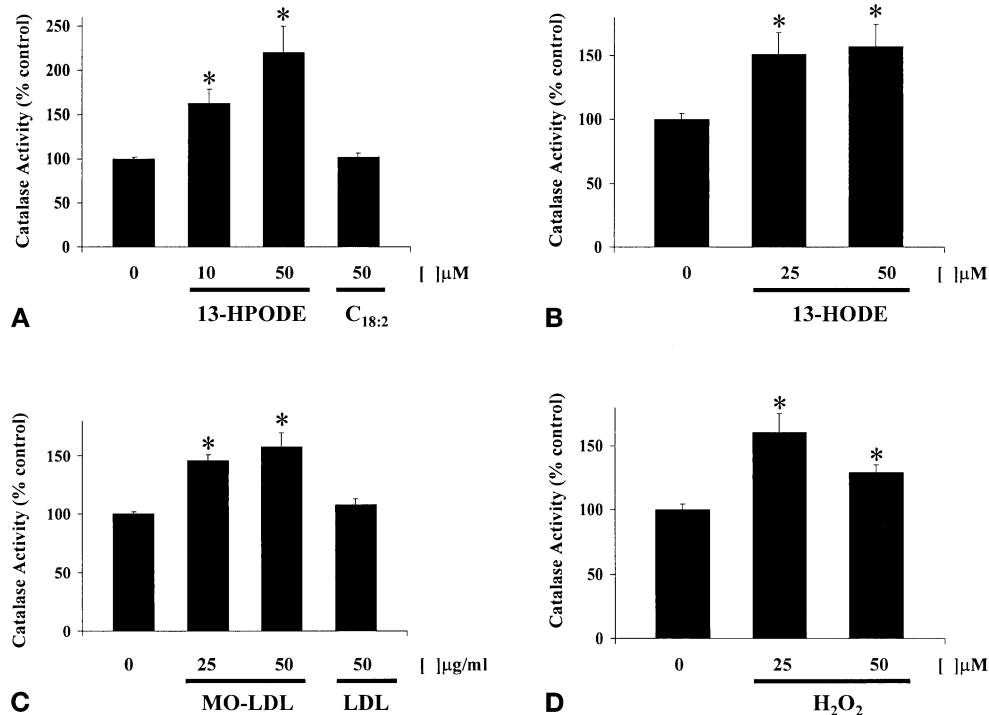 Catalase Activity (% control)
250
200
150
100
50
0
*
*
0 10 50 50 [ ]μM
13-HPODE C18:2
A
Catalase Activity (% control)
150
100
50
0
*
*
0 25 50 [ ]μM
13-HODE
B
Catalase Activity (% control)
150
100
50
0
*
*
0 25 50 50 [ ]μg/ml
MO-LDL LDL
C
Catalase Activity (% control)
150
100
50
0
*
*
0 25 50 [ ]μM
H2O2
D